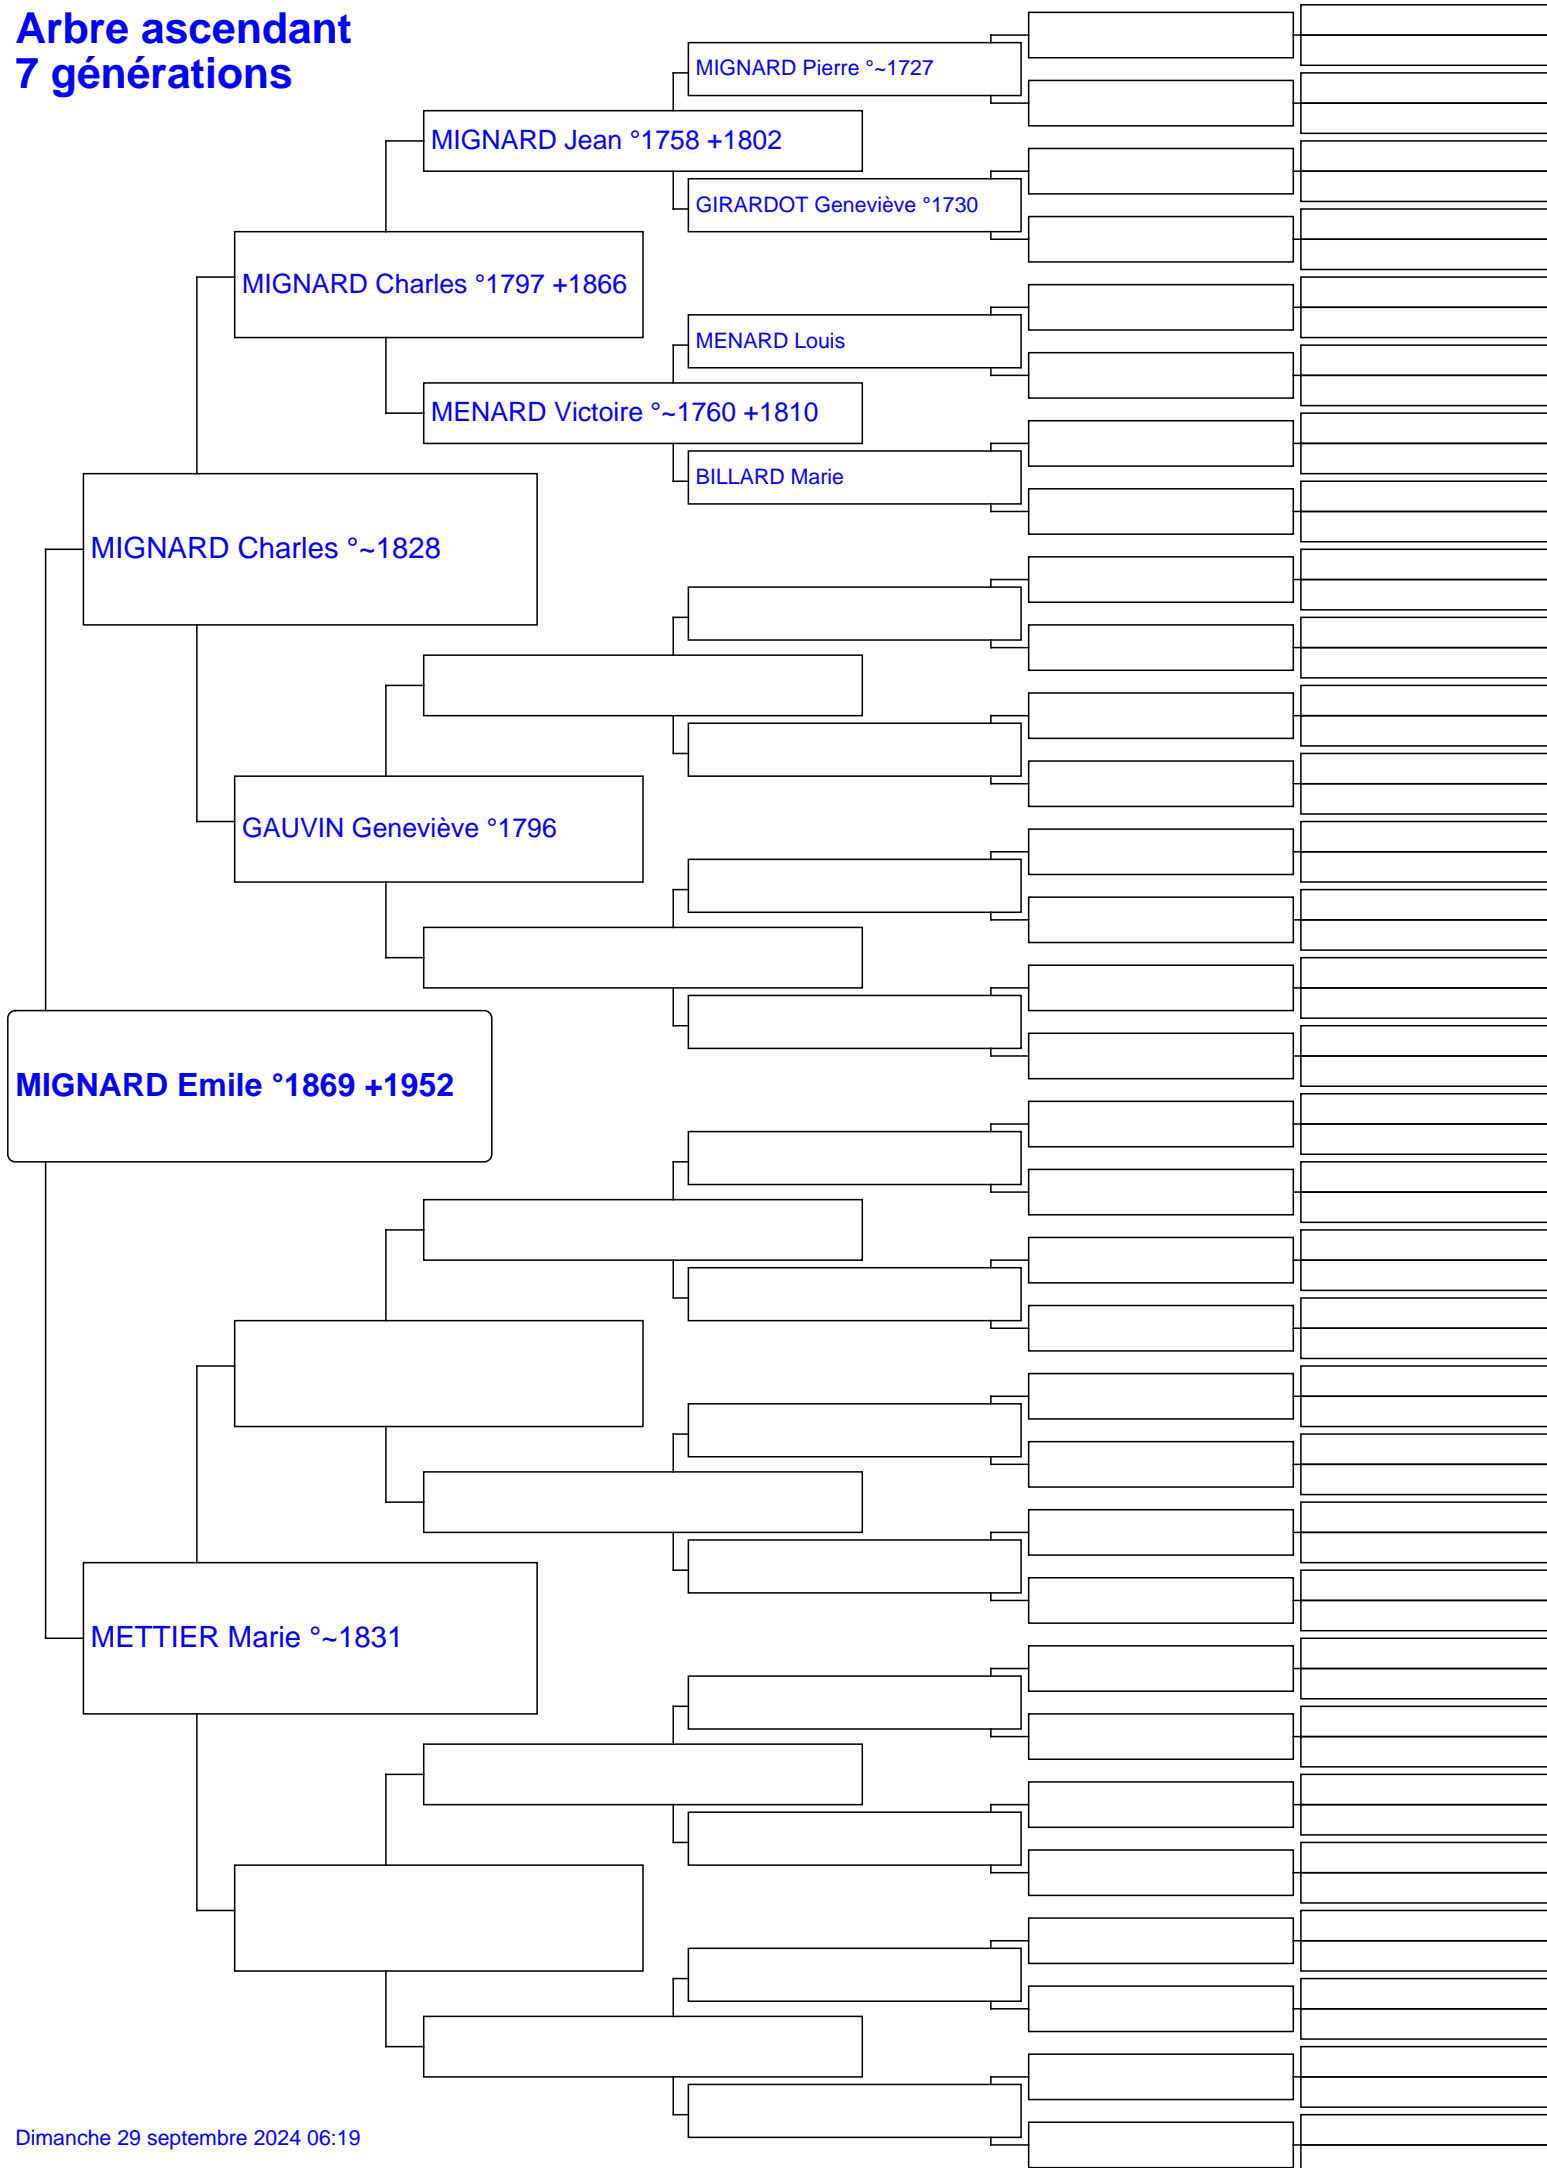 Arbre ascendant
7 générations
MIGNARD Pierre °~1727
MIGNARD Jean °1758 +1802
GIRARDOT Geneviève °1730
MIGNARD Charles °1797 +1866
MENARD Louis
MENARD Victoire °~1760 +1810
BILLARD Marie
MIGNARD Charles °~1828
GAUVIN Geneviève °1796
MIGNARD Emile °1869 +1952
METTIER Marie °~1831
Dimanche 29 septembre 2024 06:19